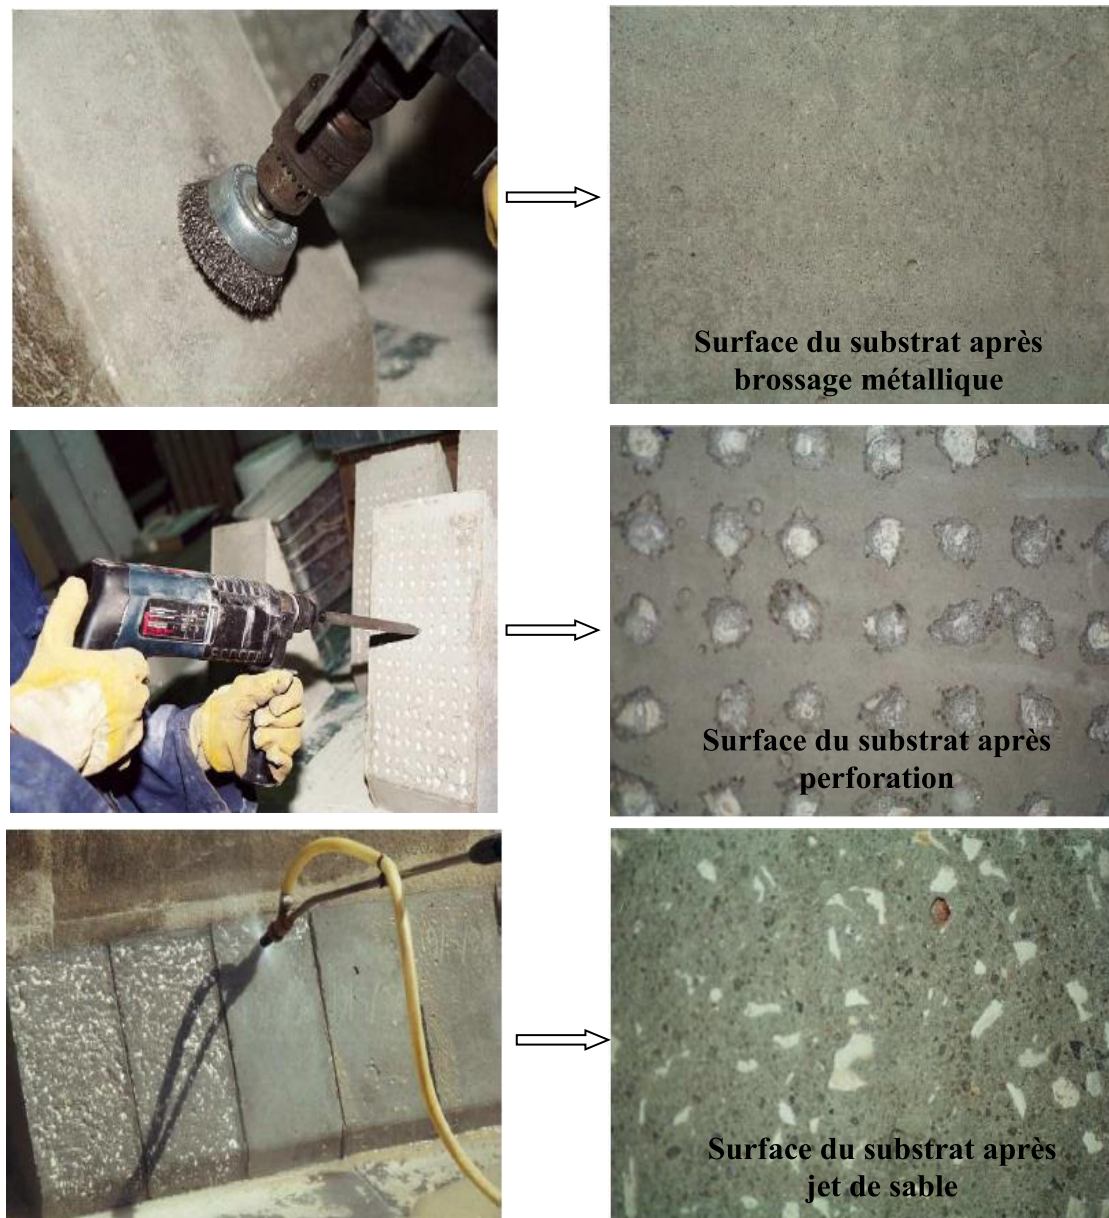 Surface du substrat après
brossage métallique
Surface du substrat après
perforation
Surface du substrat après
jet de sable